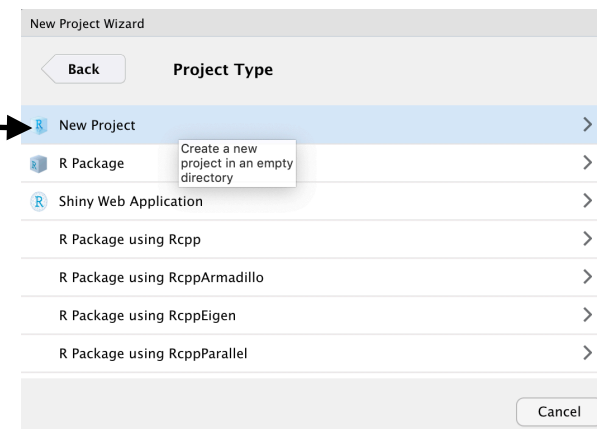 New Project Wizard
Back
Project Type
R New Project
Create a new
project in an empty
directory
R R Package
R Shiny Web Application
R Package using Rcpp
R Package using RcppArmadillo
R Package using RcppEigen
R Package using RcppParallel
Cancel